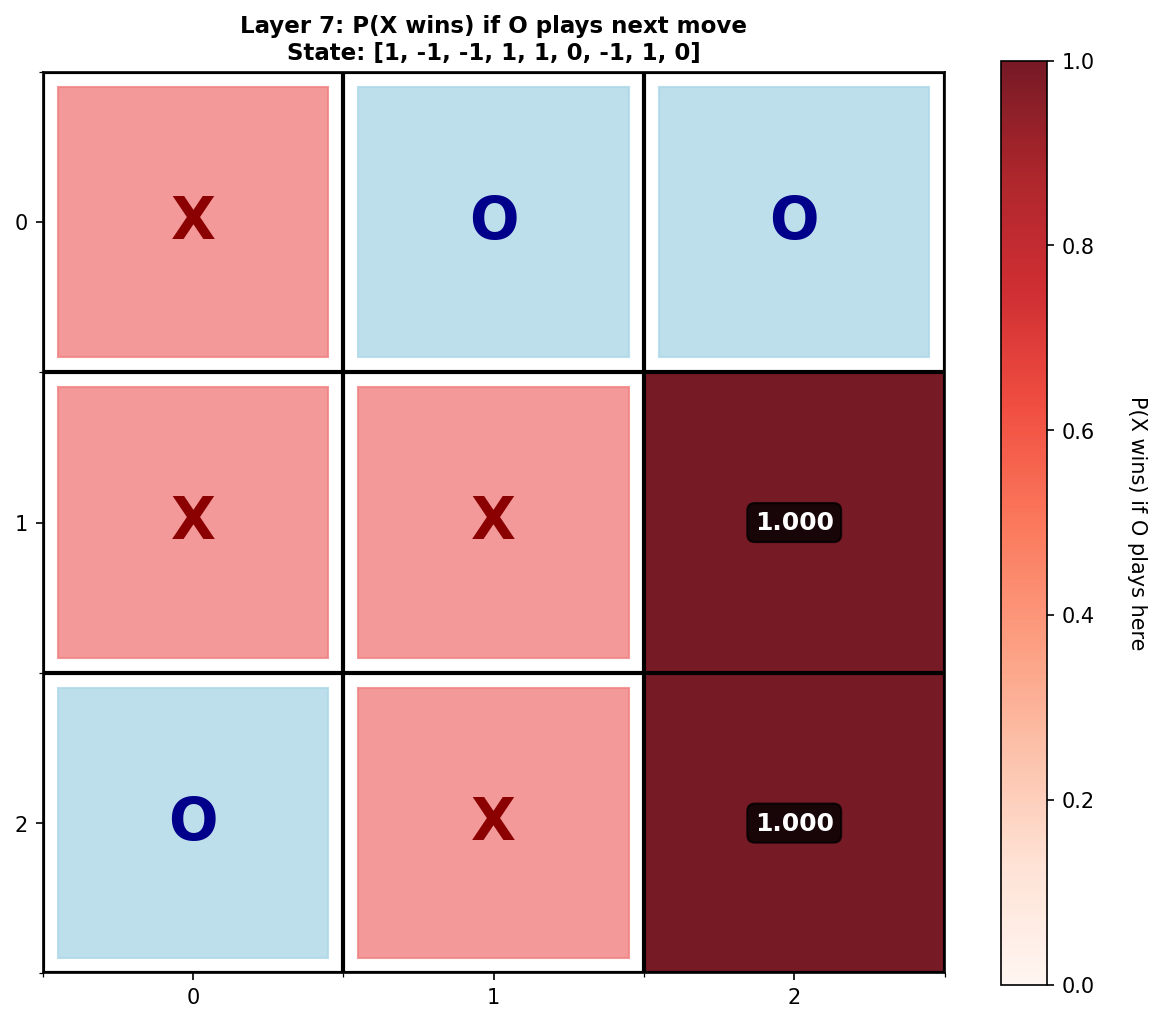 Layer 7: P(X wins) if O plays next move
State: [1, -1, -1, 1, 1, 0, -1, 1, 0]
0
X
O
O
1
X
X
1.000
2
O
X
1.000
0
1
2
1.0
0.8
0.6
0.4
0.2
0.0
P(X wins) if O plays here